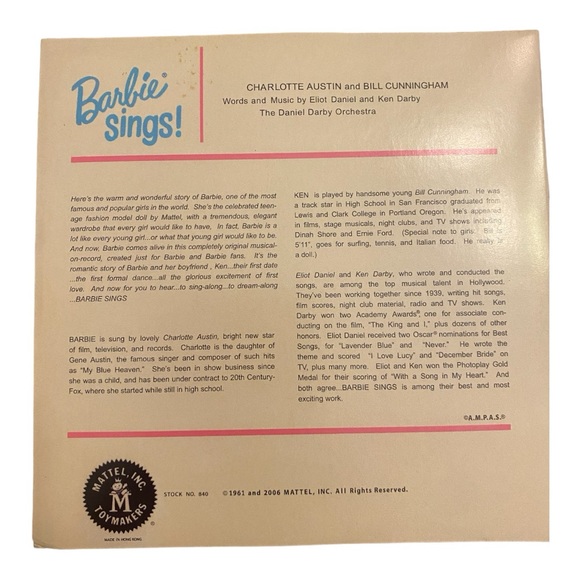 Barbie®
sings!
CHARLOTTE AUSTIN and BILL CUNNINGHAM
Words and Music by Eliot Daniel and Ken Darby
The Daniel Darby Orchestra
Here's the warm and wonderful story of Barbie, one of the most
famous and popular girls in the world. She's the celebrated teen-
age fashion model doll by Mattel, with a tremendous, elegant
wardrobe that every girl would like to have. In fact, Barbie is a
lot like every young girl...or what that young girl would like to be.
And now, Barbie comes alive in this completely original musical-
on-record, created just for Barbie and Barbie fans. It's the
romantic story of Barbie and her boyfriend , Ken...their first date
...the first formal dance...all the glorious excitement of first
love. And now for you to hear...to sing-along...to dream-along
...BARBIE SINGS
BARBIE is sung by lovely Charlotte Austin, bright new star
of film, television, and records. Charlotte is the daughter of
Gene Austin, the famous singer and composer of such hits
as "My Blue Heaven." She's been in show business since
she was a child, and has been under contract to 20th Century-
Fox, where she started while still in high school.
KEN is played by handsome young Bill Cunningham. He was
a track star in High School in San Francisco graduated from
Lewis and Clark College in Portland Oregon. He's appeared
in films, stage musicals, night clubs, and TV shows including
Dinah Shore and Ernie Ford. (Special note to girls: Bill is
5'11", goes for surfing, tennis, and Italian food. He really is
a doll.)
Eliot Daniel and Ken Darby, who wrote and conducted the
songs, are among the top musical talent in Hollywood.
They've been working together since 1939, writing hit songs,
film scores, night club material, radio and TV shows. Ken
Darby won two Academy Awards®, one for associate con-
ducting on the film, "The King and I," plus dozens of other
honors. Eliot Daniel received two Oscar® nominations for Best
Songs, for "Lavender Blue" and "Never." He wrote the
theme and scored "I Love Lucy" and "December Bride" on
TV, plus many more. Eliot and Ken won the Photoplay Gold
Medal for their scoring of "With a Song in My Heart." And
both agree...BARBIE SINGS is among their best and most
exciting work.
©A.M.P.A.S.®
MATTEL, INC.
M
TOYMAKERS
®
MADE IN HONG KONG
STOCK NO. 840 ©1961 and 2006 MATTEL, INC. All Rights Reserved.